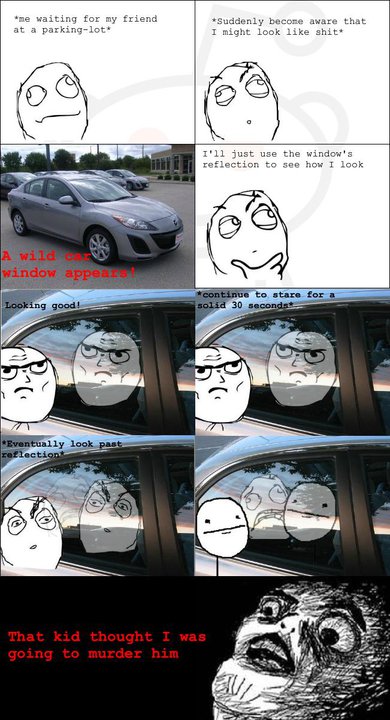 *me waiting for my friend
at a parking-lot*
*Suddenly become aware that
I might look like shit*
A wild car
window appears!
I'll just use the window's
reflection to see how I look
Looking good!
*continue to stare for a
solid 30 seconds*
*Eventually look past
reflection*
That kid thought I was
going to murder him